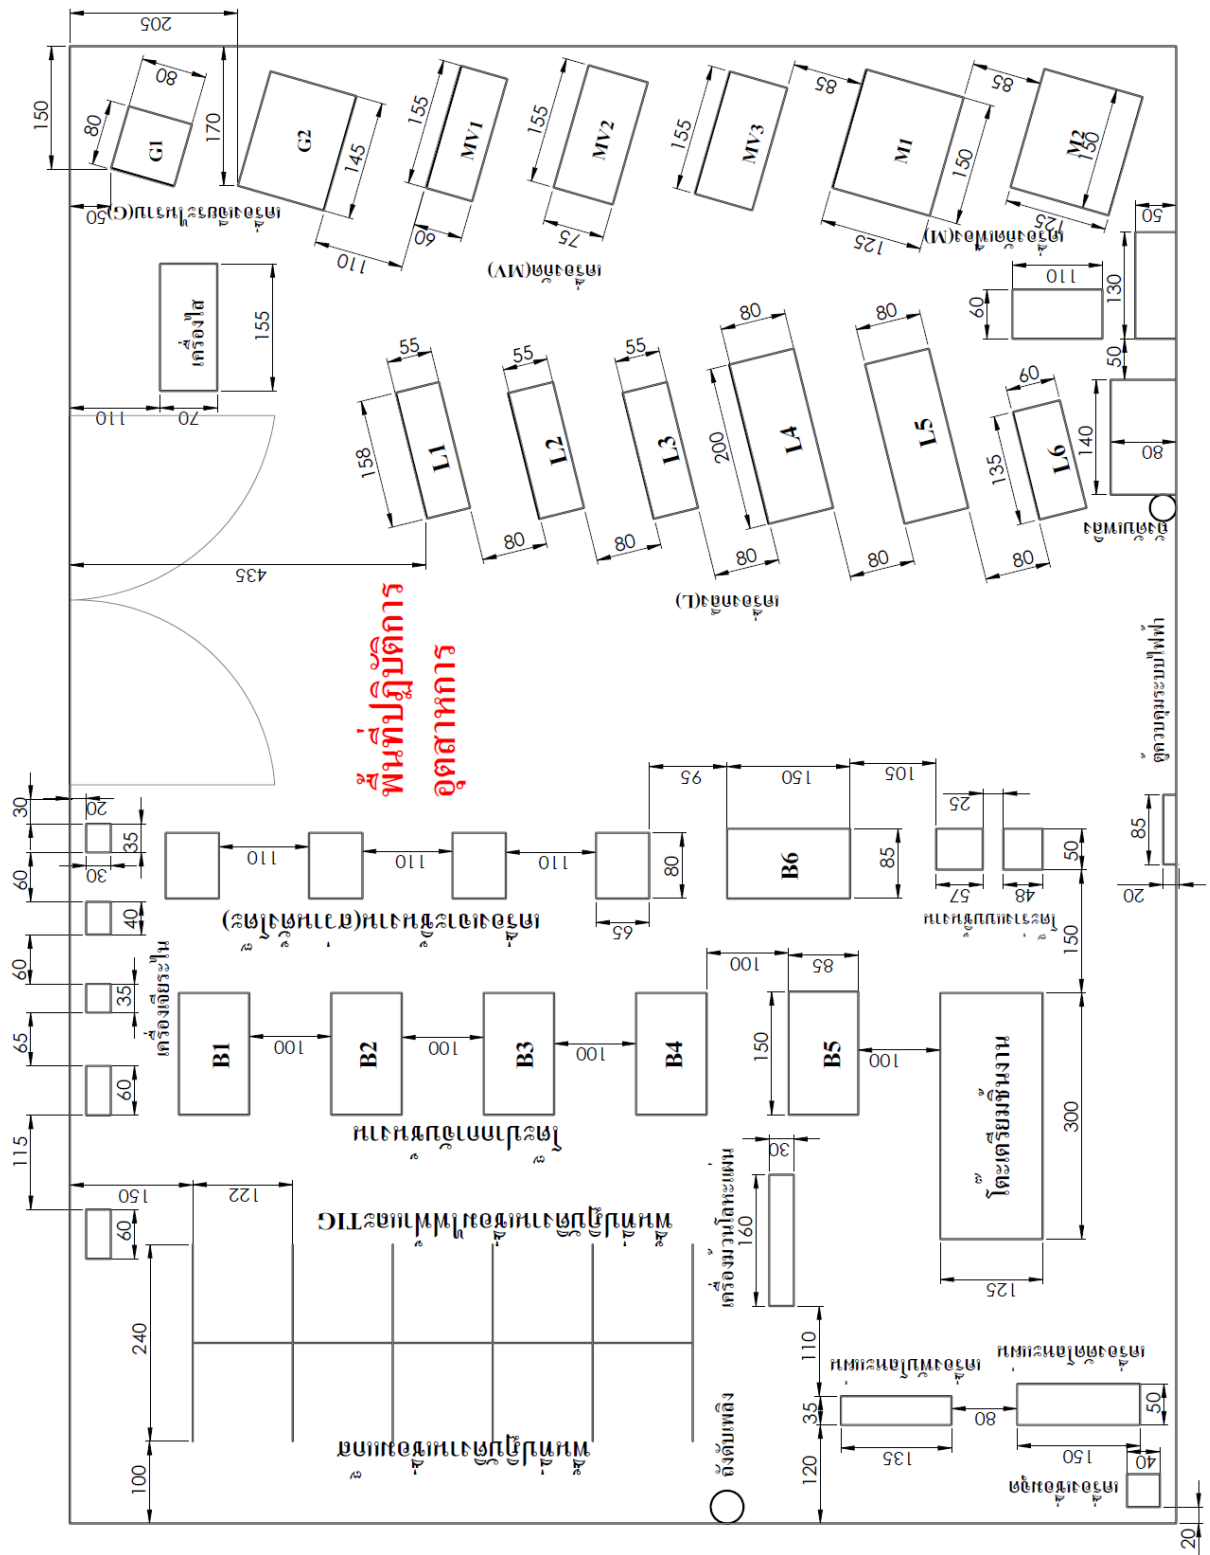 205
150
80
80
G1
50
170
เครื่องเจียระไนราบ(G)
G2
145
110
155
MV1
60
155
MV2
75
เครื่องกัด(MV)
155
MV3
85
M1
150
125
85
M2
150
125
เครื่องกัดเฟือง(M)
50
130
110
60
50
เครื่องไส
155
110
70
55
158
L1
80
55
L2
80
55
L3
80
80
200
L4
80
80
L5
80
60
135
L6
140
80
ถังดับเพลิง
เครื่องกลึง(L)
435
พื้นที่ปฏิบัติการ
อุตสาหการ
ตู้ควบคุมระบบไฟฟ้า
85
20
30
20
35
60
30
40
60
35
65
60
115
60
เครื่องเจียระไน
110
110
110
80
65
เครื่องเจาะชิ้นงาน(สว่านตั้งโต๊ะ)
95
150
B6
85
105
25
57
48
50
150
โต๊ะร่างแบบชิ้นงาน
B1
100
B2
100
B3
100
B4
100
85
150
B5
100
โต๊ะปากกาจับชิ้นงาน
โต๊ะเตรียมชิ้นงาน
300
125
150
122
พื้นที่ปฏิบัติงานเชื่อมไฟฟ้าและTIG
240
100
พื้นที่ปฏิบัติงานเชื่อมแก๊ส
เครื่องม้วนโลหะแผ่น
30
160
110
ถังดับเพลิง
เครื่องพับโลหะแผ่น
35
135
120
80
เครื่องตัดโลหะแผ่น
50
150
40
เครื่องเชื่อมจุด
20